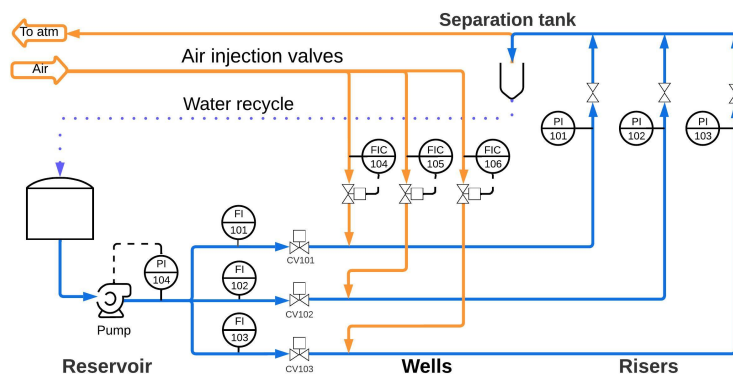 Separation tank
To atm
Air injection valves
Air
Water recycle
PI
101
PI
102
PI
103
FIC
104
FIC
105
FIC
106
FI
101
CV101
PI
104
FI
102
CV102
Pump
FI
103
CV103
Reservoir
Wells
Risers